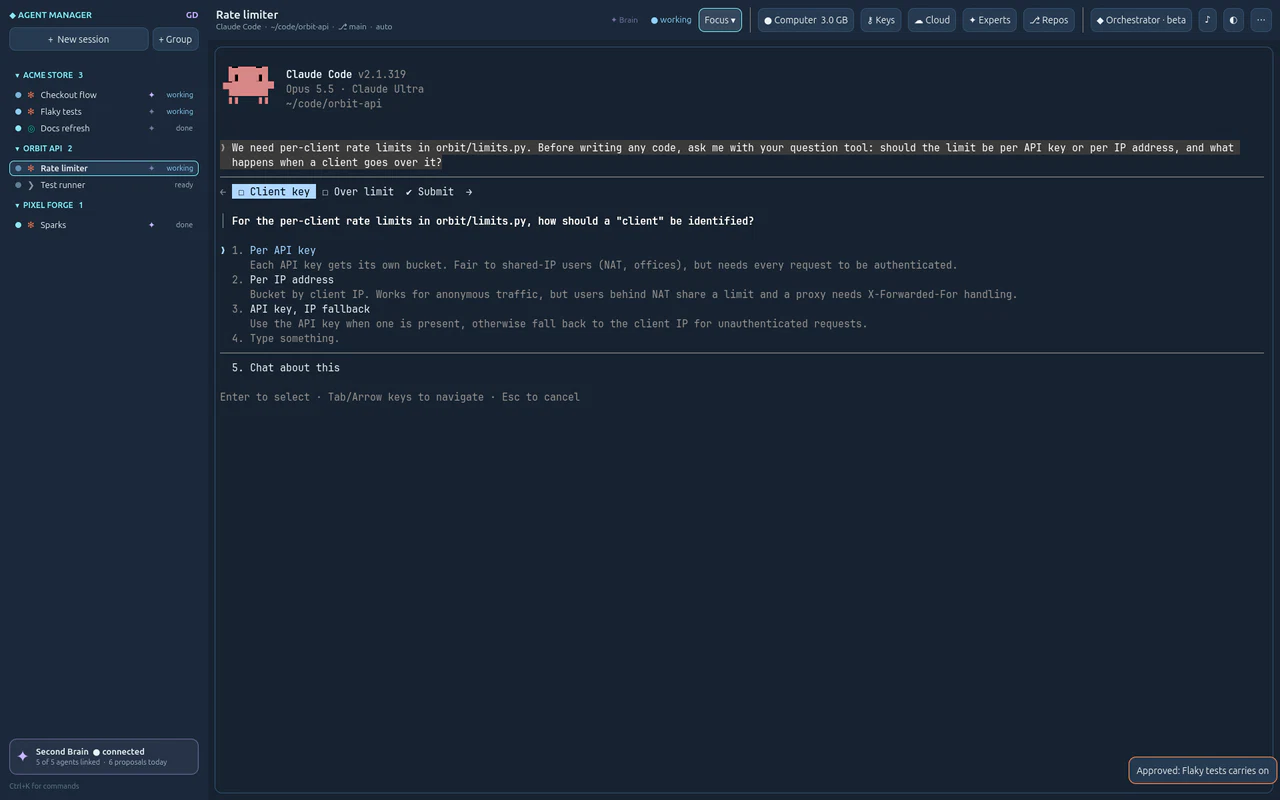 ◆ AGENT MANAGER GD
+ New session + Group
▾ ACME STORE 3
Checkout flow working
Flaky tests working
Docs refresh done
▾ ORBIT API 2
Rate limiter working
Test runner ready
▾ PIXEL FORGE 1
Sparks done
Second Brain ● connected
5 of 5 agents linked · 6 proposals today
Ctrl+K for commands
Rate limiter
Claude Code · ~/code/orbit-api · ⎇ main · auto
✦ Brain ● working Focus ▾ ● Computer 3.0 GB Keys ☁ Cloud ✦ Experts ⎇ Repos ◆ Orchestrator · beta ♪ ◐ ⋯
Claude Code v2.1.319
Opus 5.5 · Claude Ultra
~/code/orbit-api
❯ We need per-client rate limits in orbit/limits.py. Before writing any code, ask me with your question tool: should the limit be per API key or per IP address, and what
happens when a client goes over it?
← ☐ Client key ☐ Over limit ✔ Submit →
For the per-client rate limits in orbit/limits.py, how should a "client" be identified?
❯ 1. Per API key
Each API key gets its own bucket. Fair to shared-IP users (NAT, offices), but needs every request to be authenticated.
2. Per IP address
Bucket by client IP. Works for anonymous traffic, but users behind NAT share a limit and a proxy needs X-Forwarded-For handling.
3. API key, IP fallback
Use the API key when one is present, otherwise fall back to the client IP for unauthenticated requests.
4. Type something.
5. Chat about this
Enter to select · Tab/Arrow keys to navigate · Esc to cancel
Approved: Flaky tests carries on